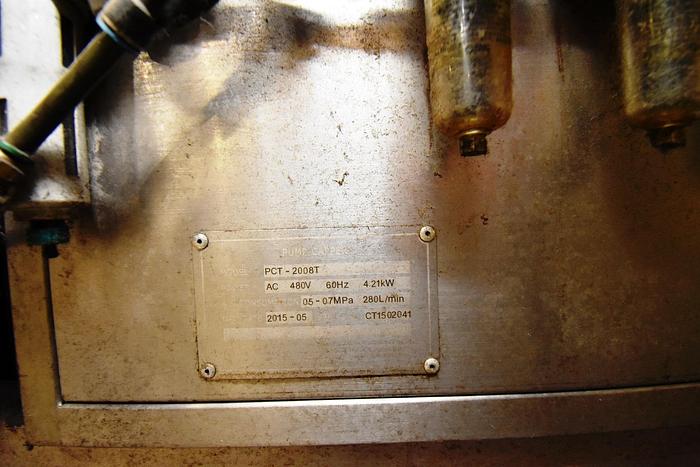 PCT-2008T
AC 480V 60Hz 4.21kW
05-07MPa 280L/min
2015-05 CT1502041